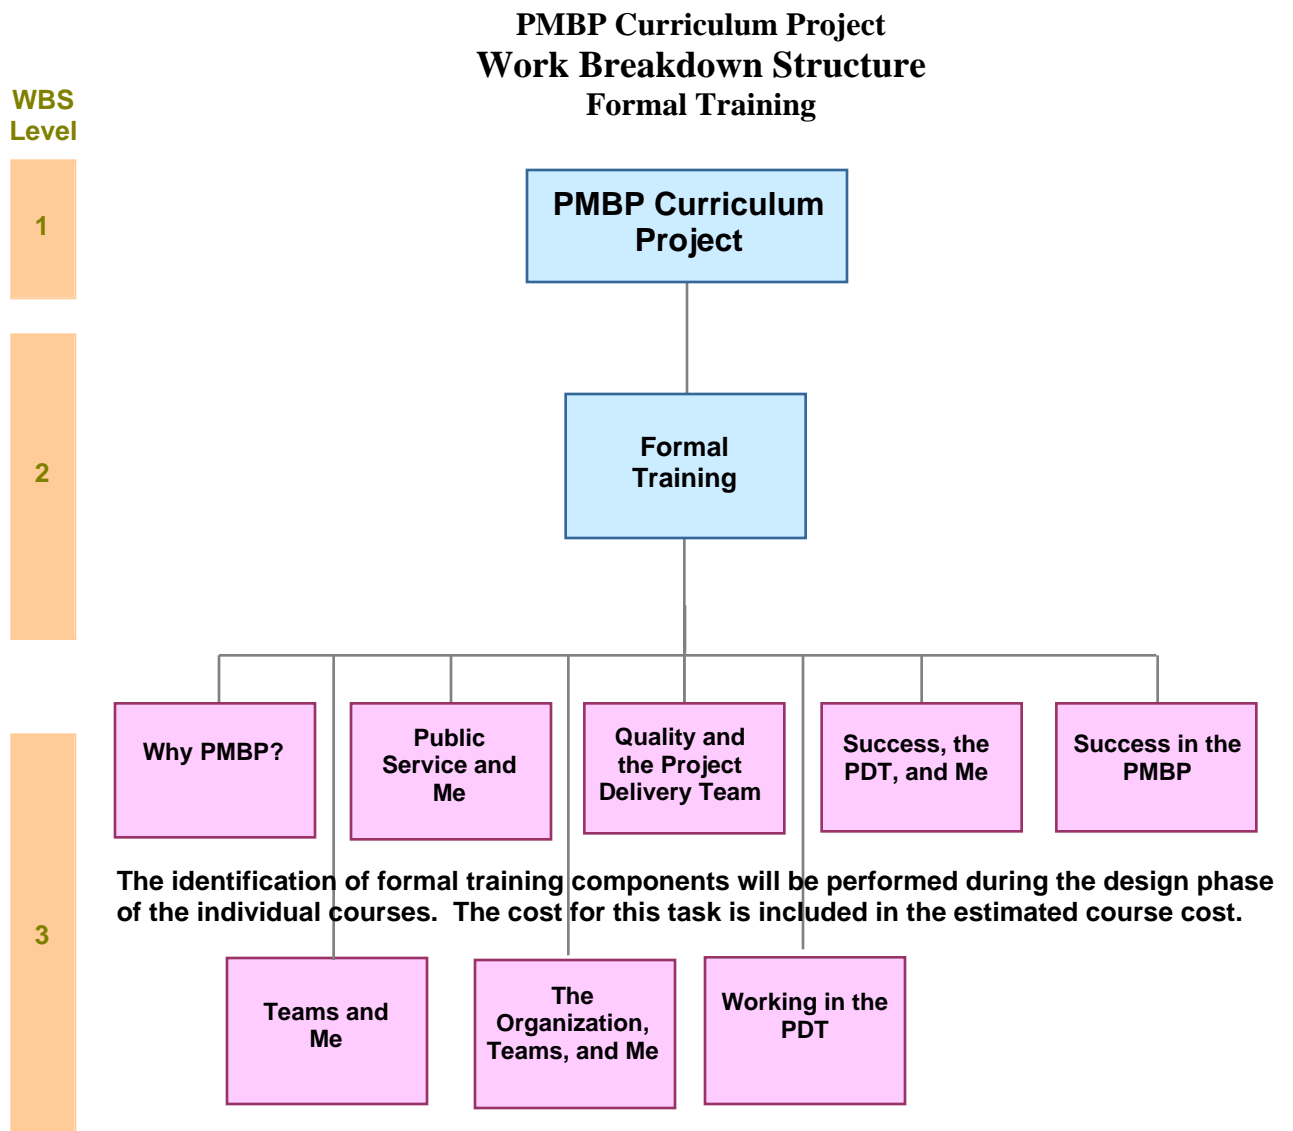 PMBP Curriculum Project
Work Breakdown Structure
Formal Training
WBS
Level
1
PMBP Curriculum
Project
2
Formal
Training
3
Why PMBP?
Public
Service and
Me
Quality and
the Project
Delivery Team
Success, the
PDT, and Me
Success in the
PMBP
The identification of formal training components will be performed during the design phase
of the individual courses.  The cost for this task is included in the estimated course cost.
Teams and
Me
The
Organization,
Teams, and Me
Working in the
PDT